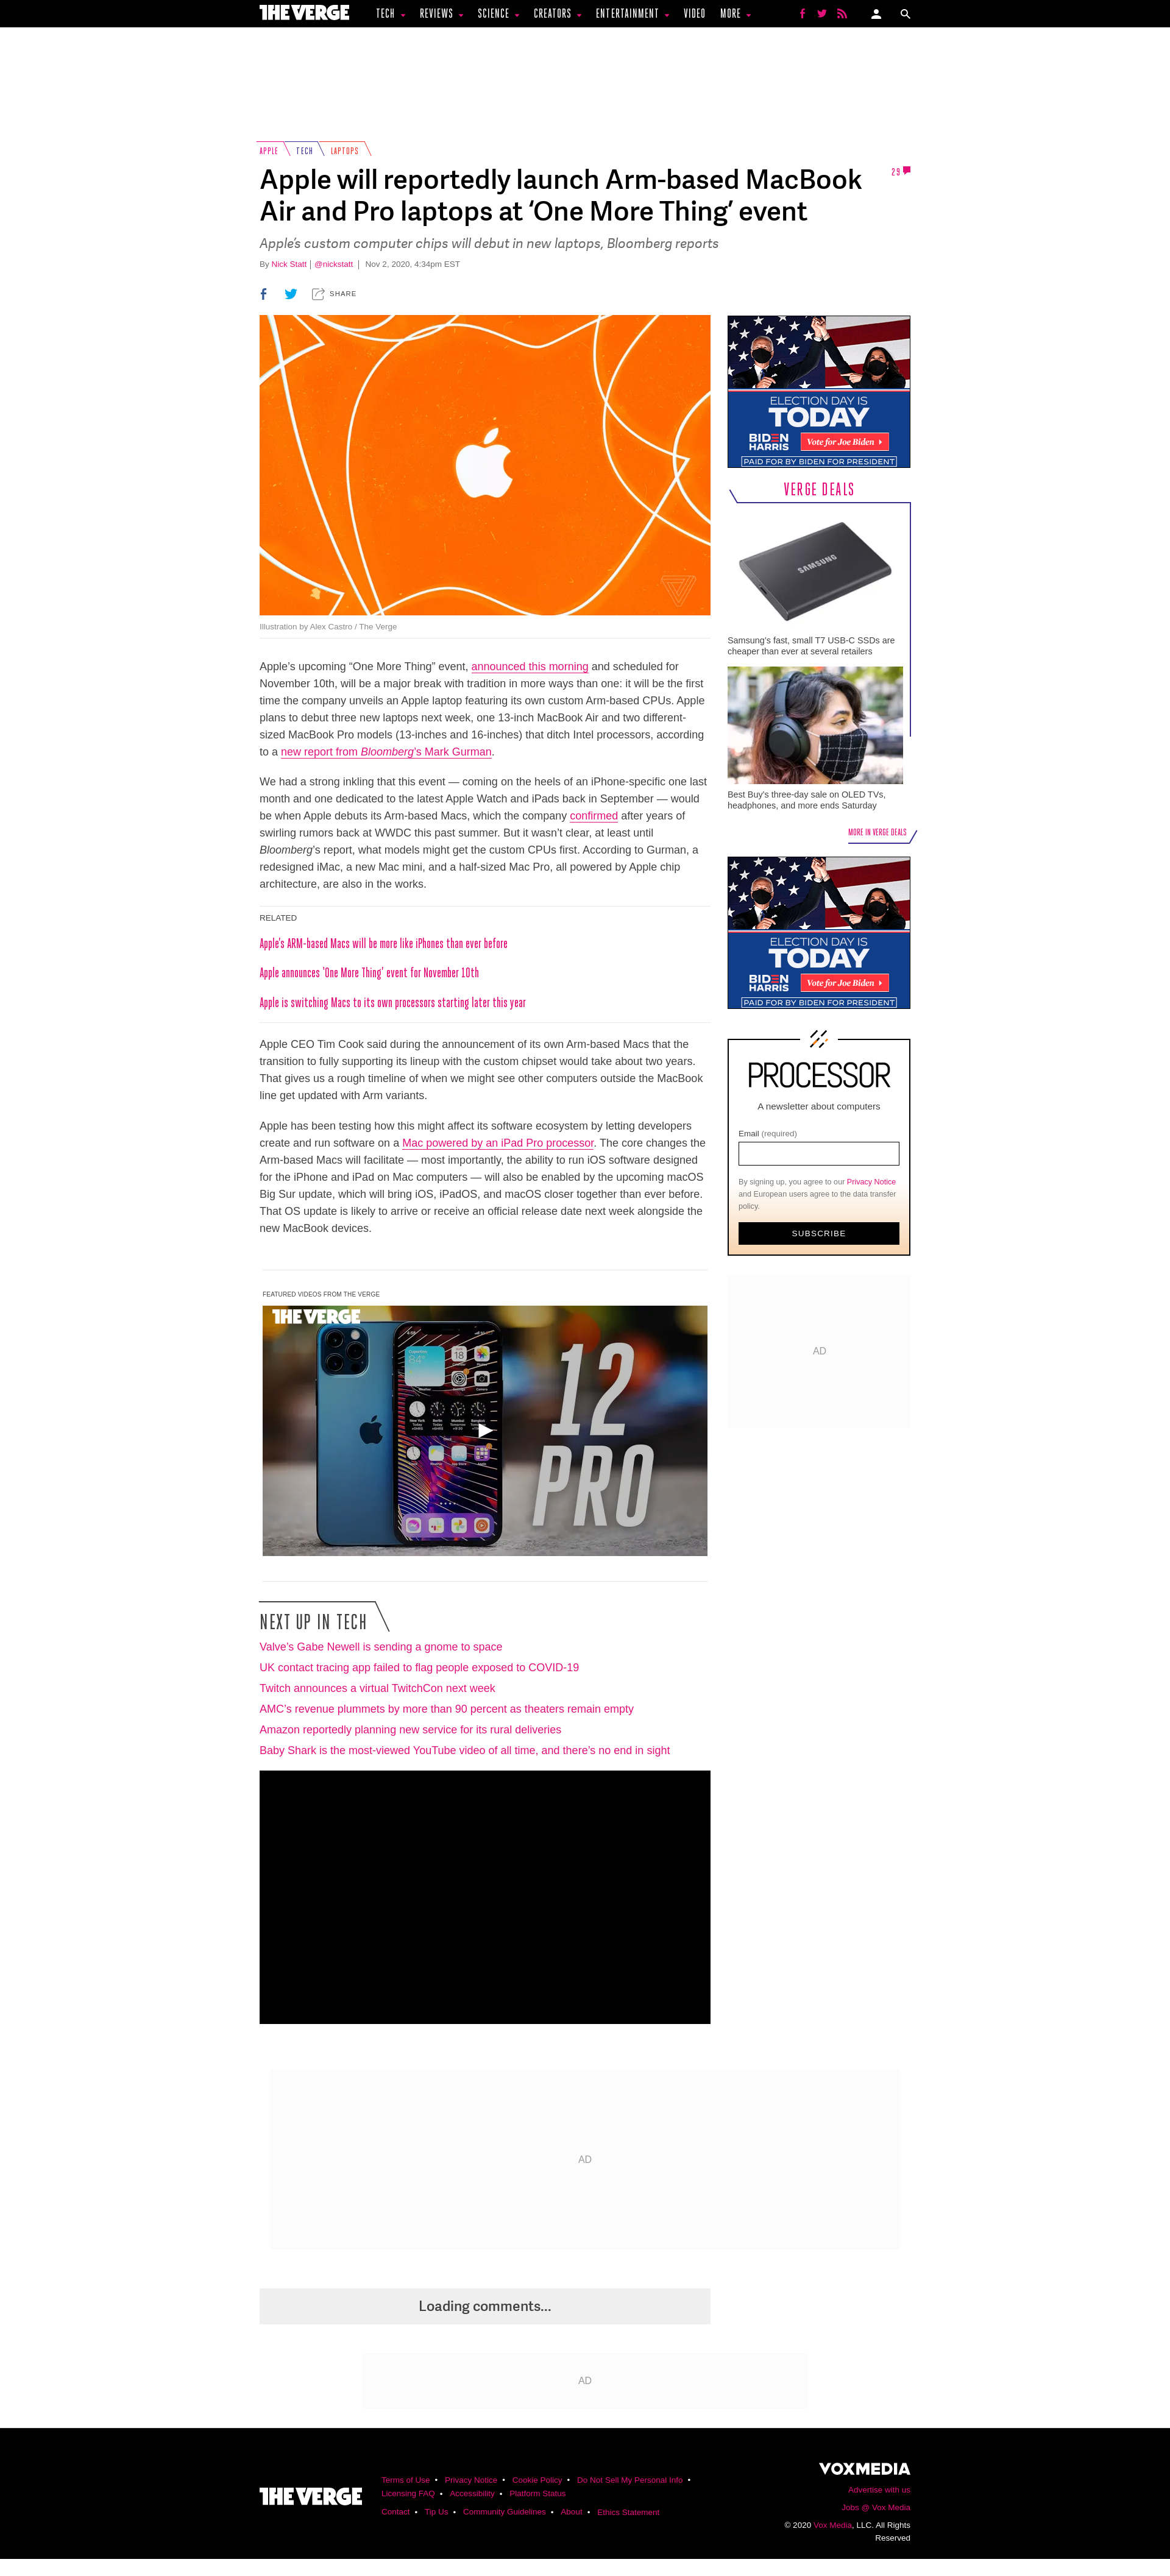 THE VERGE
TECH REVIEWS SCIENCE CREATORS ENTERTAINMENT VIDEO MORE
APPLE TECH LAPTOPS
Apple will reportedly launch Arm-based MacBook
Air and Pro laptops at ‘One More Thing’ event
29
Apple’s custom computer chips will debut in new laptops, Bloomberg reports
By Nick Statt | @nickstatt | Nov 2, 2020, 4:34pm EST
SHARE
Illustration by Alex Castro / The Verge
Apple’s upcoming “One More Thing” event, announced this morning and scheduled for
November 10th, will be a major break with tradition in more ways than one: it will be the first
time the company unveils an Apple laptop featuring its own custom Arm-based CPUs. Apple
plans to debut three new laptops next week, one 13-inch MacBook Air and two different-
sized MacBook Pro models (13-inches and 16-inches) that ditch Intel processors, according
to a new report from Bloomberg’s Mark Gurman.
We had a strong inkling that this event — coming on the heels of an iPhone-specific one last
month and one dedicated to the latest Apple Watch and iPads back in September — would
be when Apple debuts its Arm-based Macs, which the company confirmed after years of
swirling rumors back at WWDC this past summer. But it wasn’t clear, at least until
Bloomberg’s report, what models might get the custom CPUs first. According to Gurman, a
redesigned iMac, a new Mac mini, and a half-sized Mac Pro, all powered by Apple chip
architecture, are also in the works.
RELATED
Apple’s ARM-based Macs will be more like iPhones than ever before
Apple announces ‘One More Thing’ event for November 10th
Apple is switching Macs to its own processors starting later this year
Apple CEO Tim Cook said during the announcement of its own Arm-based Macs that the
transition to fully supporting its lineup with the custom chipset would take about two years.
That gives us a rough timeline of when we might see other computers outside the MacBook
line get updated with Arm variants.
Apple has been testing how this might affect its software ecosystem by letting developers
create and run software on a Mac powered by an iPad Pro processor. The core changes the
Arm-based Macs will facilitate — most importantly, the ability to run iOS software designed
for the iPhone and iPad on Mac computers — will also be enabled by the upcoming macOS
Big Sur update, which will bring iOS, iPadOS, and macOS closer together than ever before.
That OS update is likely to arrive or receive an official release date next week alongside the
new MacBook devices.
FEATURED VIDEOS FROM THE VERGE
THE VERGE
12
PRO
NEXT UP IN TECH
Valve’s Gabe Newell is sending a gnome to space
UK contact tracing app failed to flag people exposed to COVID-19
Twitch announces a virtual TwitchCon next week
AMC’s revenue plummets by more than 90 percent as theaters remain empty
Amazon reportedly planning new service for its rural deliveries
Baby Shark is the most-viewed YouTube video of all time, and there’s no end in sight
ELECTION DAY IS
TODAY
BIDEN
HARRIS
Vote for Joe Biden
PAID FOR BY BIDEN FOR PRESIDENT
VERGE DEALS
SAMSUNG
Samsung’s fast, small T7 USB-C SSDs are
cheaper than ever at several retailers
Best Buy’s three-day sale on OLED TVs,
headphones, and more ends Saturday
MORE IN VERGE DEALS
ELECTION DAY IS
TODAY
BIDEN
HARRIS
Vote for Joe Biden
PAID FOR BY BIDEN FOR PRESIDENT
PROCESSOR
A newsletter about computers
Email (required)
By signing up, you agree to our Privacy Notice
and European users agree to the data transfer
policy.
SUBSCRIBE
AD
AD
Loading comments...
AD
THE VERGE
Terms of Use • Privacy Notice • Cookie Policy • Do Not Sell My Personal Info •
Licensing FAQ • Accessibility • Platform Status
Contact • Tip Us • Community Guidelines • About • Ethics Statement
VOXMEDIA
Advertise with us
Jobs @ Vox Media
© 2020 Vox Media, LLC. All Rights
Reserved